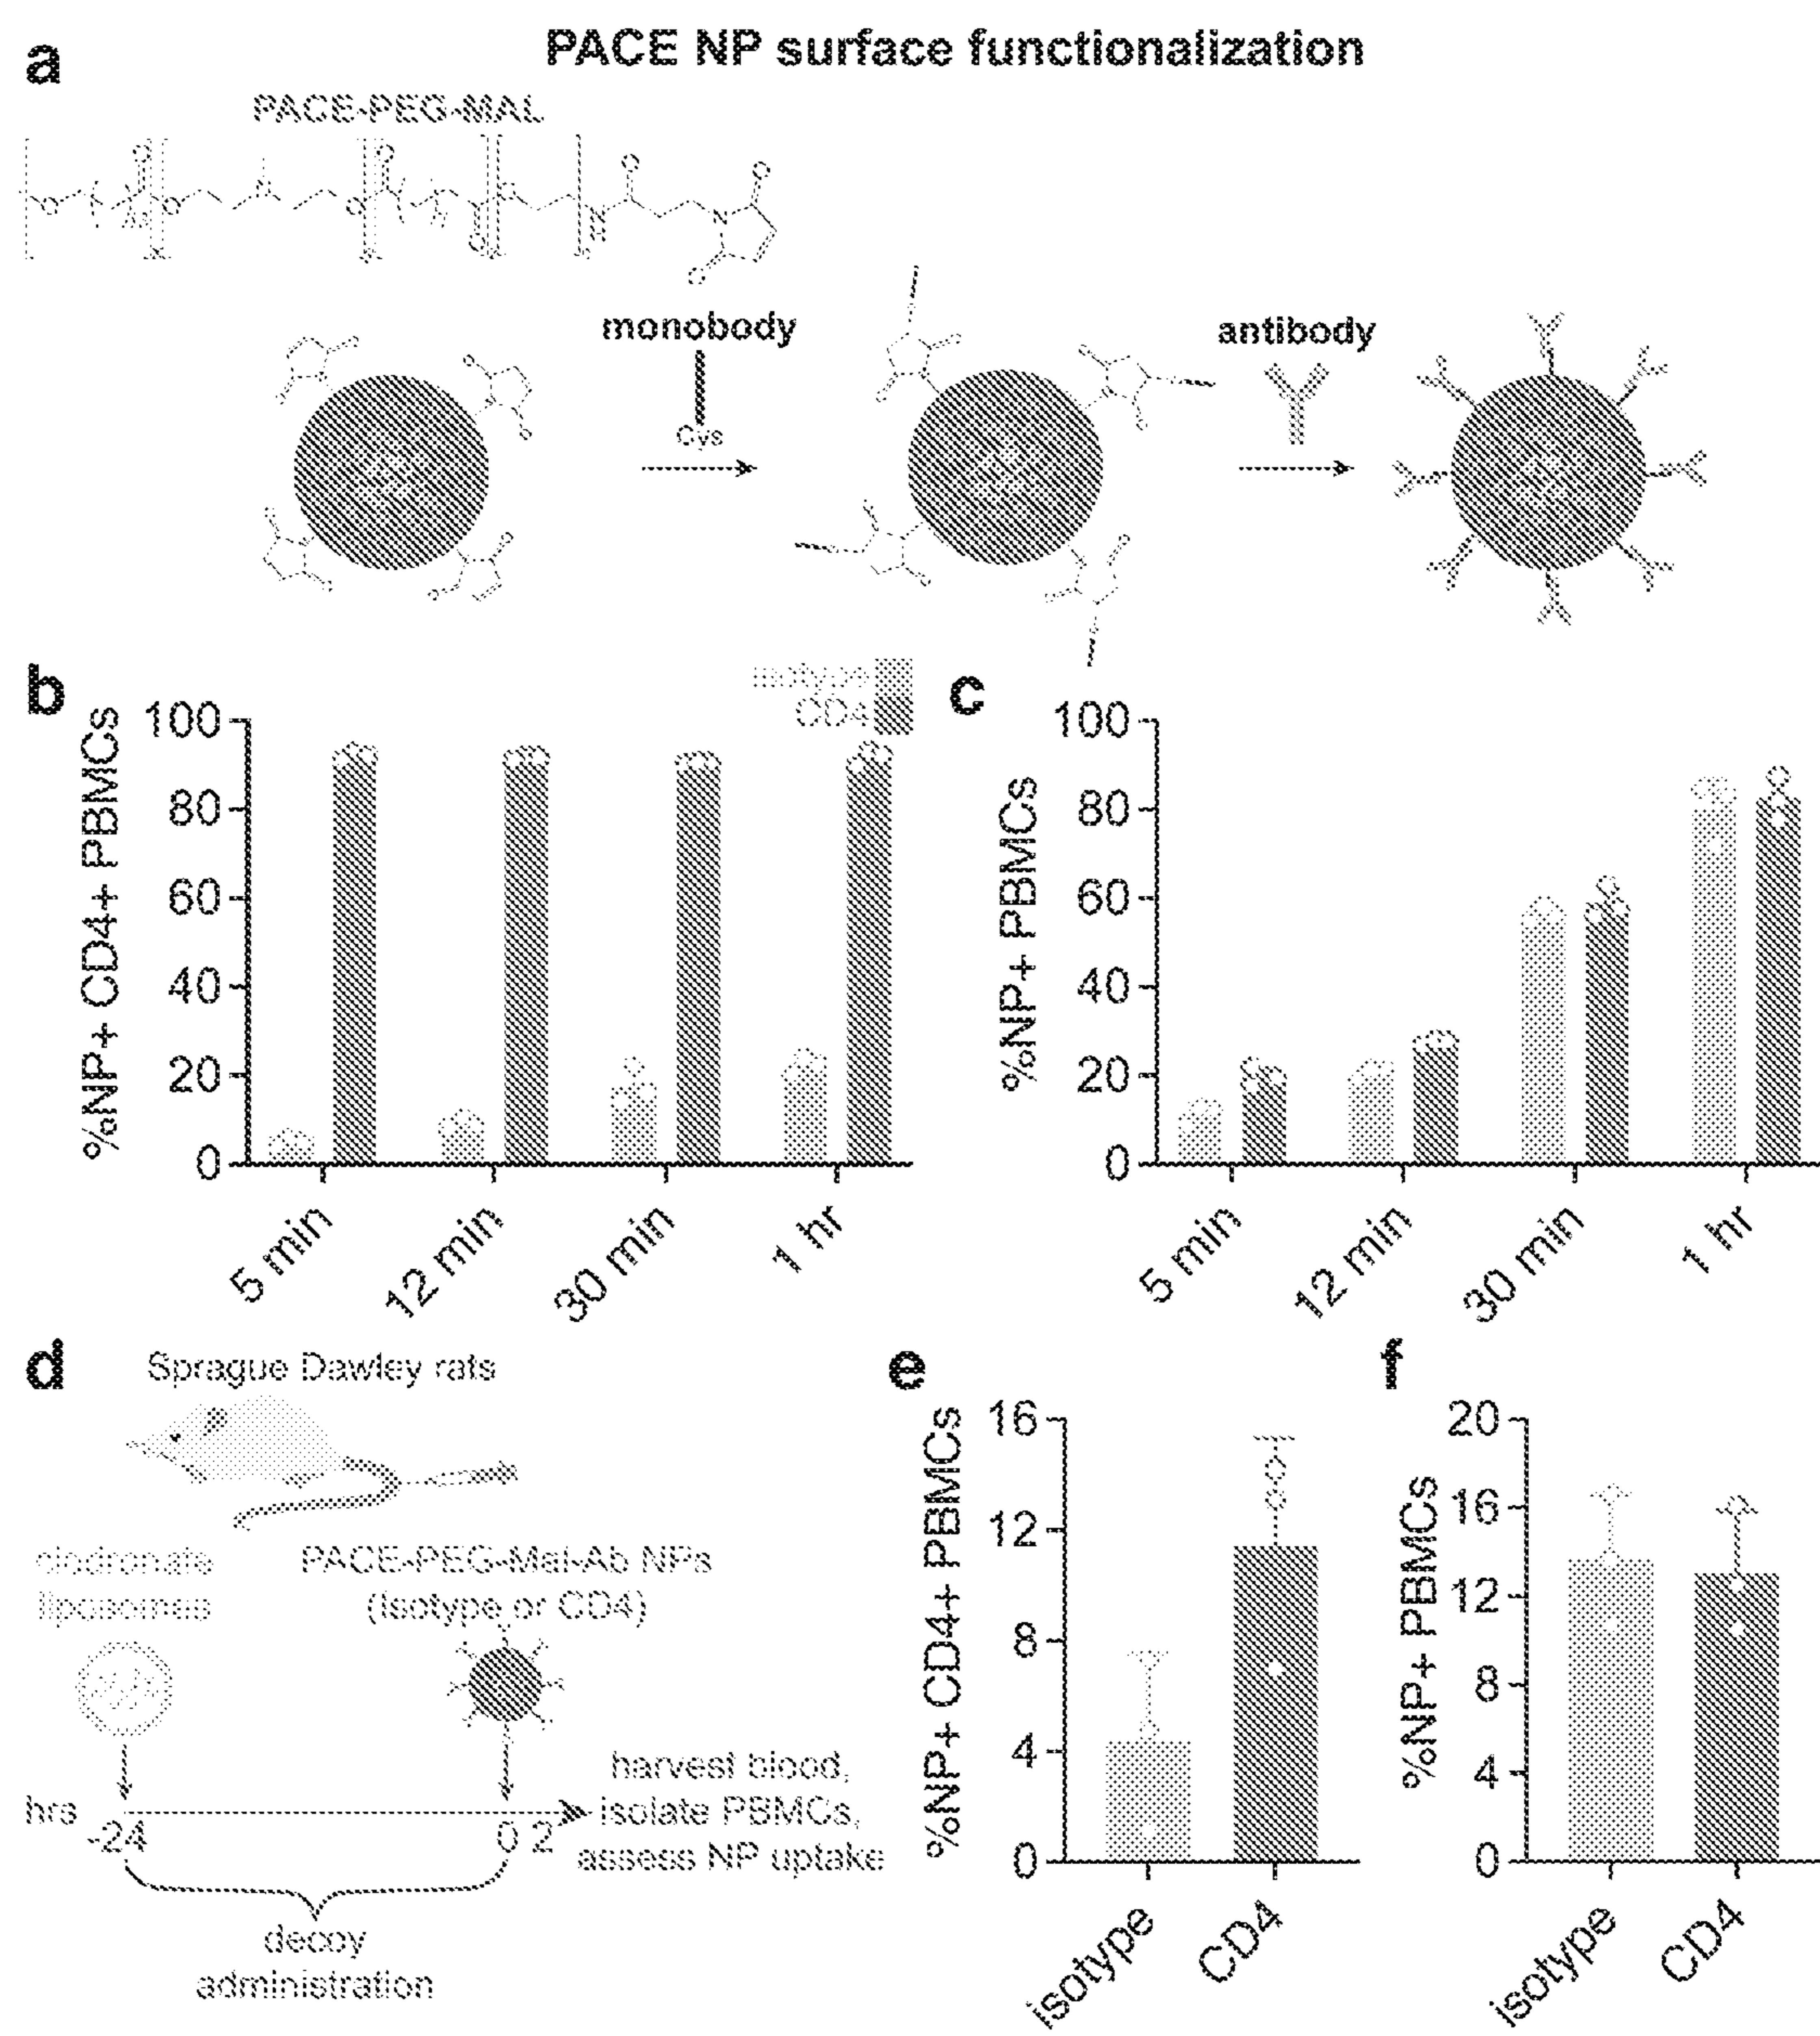 PACE NP surface functionalization
a
PACE-PEG-MAL
monobody
Cys
antibody
b
isotype
CD4
%NP+ CD4+ PBMCs
100
80
60
40
20
0
5 min
12 min
30 min
1 hr
c
%NP+ PBMCs
100
80
60
40
20
0
5 min
12 min
30 min
1 hr
d
Sprague Dawley rats
clodronate
liposomes
PACE-PEG-Mal-Ab NPs
(Isotype or CD4)
hrs
-24
0 2
harvest blood,
isolate PBMCs,
assess NP uptake
decoy
administration
e
%NP+ CD4+ PBMCs
16
12
8
4
0
isotype
CD4
f
%NP+ PBMCs
20
16
12
8
4
0
isotype
CD4